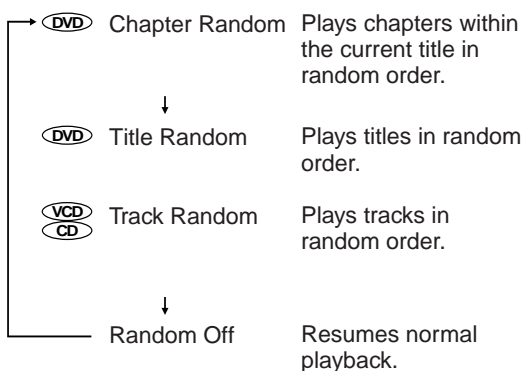 DVD Chapter Random Plays chapters within
the current title in
random order.
DVD Title Random Plays titles in random
order.
VCD Track Random Plays tracks in
CD random order.
Random Off Resumes normal
playback.